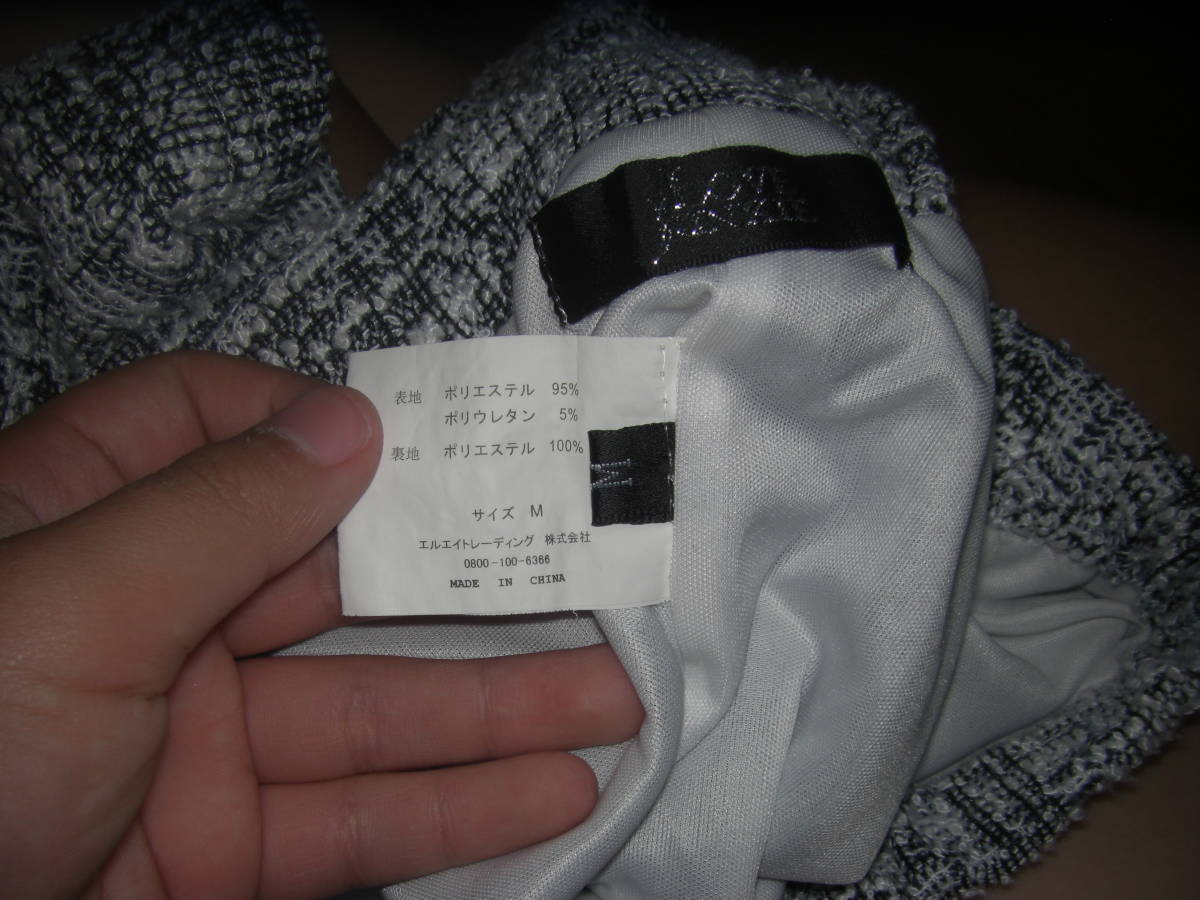 表地 ポリエステル 95%
ポリウレタン 5%
裏地 ポリエステル 100%
サイズ M
エルエイトレーディング 株式会社
0800-100-6366
MADE IN CHINA
M